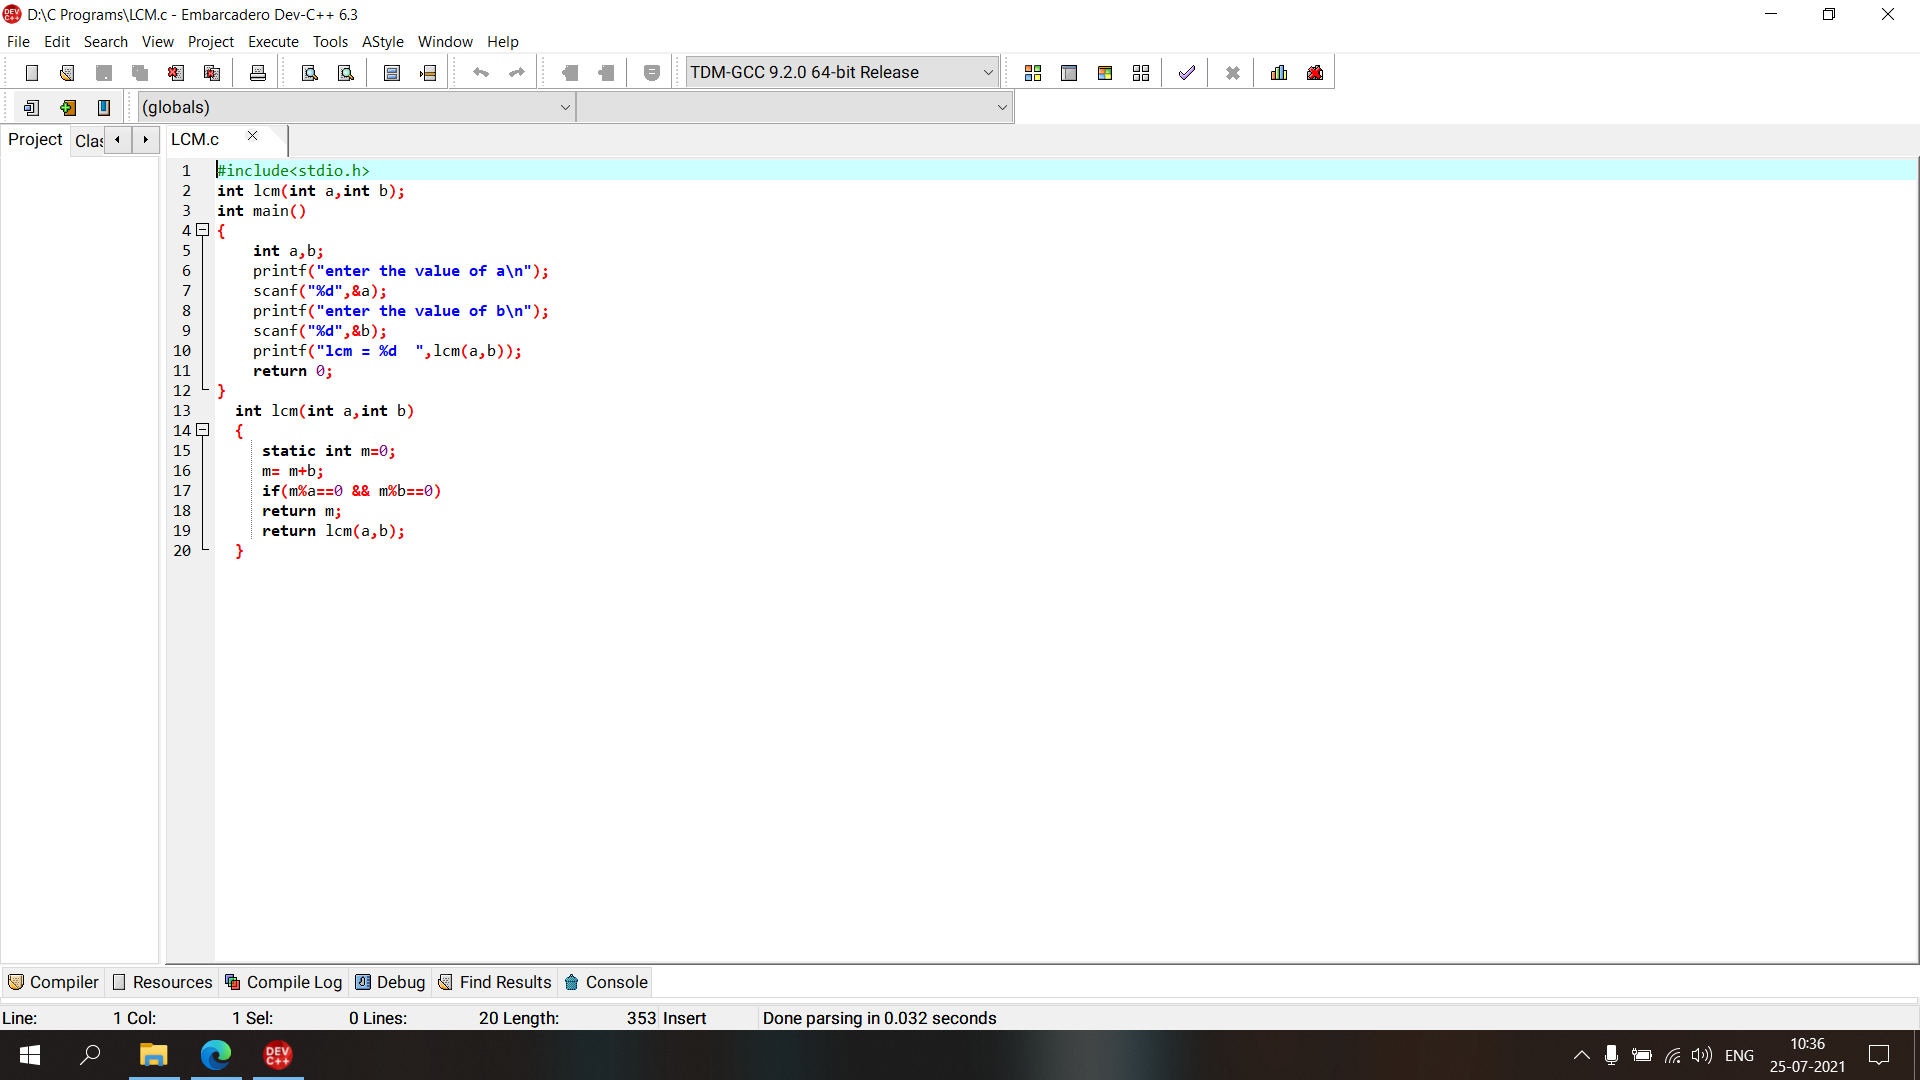 D:\C Programs\LCM.c - Embarcadero Dev-C++ 6.3
File Edit Search View Project Execute Tools AStyle Window Help
TDM-GCC 9.2.0 64-bit Release
(globals)
Project Clas LCM.c
1 #include<stdio.h>
2 int lcm(int a,int b);
3 int main()
4 {
5 int a,b;
6 printf("enter the value of a\n");
7 scanf("%d",&a);
8 printf("enter the value of b\n");
9 scanf("%d",&b);
10 printf("lcm = %d  ",lcm(a,b));
11 return 0;
12 }
13 int lcm(int a,int b)
14 {
15 static int m=0;
16 m= m+b;
17 if(m%a==0 && m%b==0)
18 return m;
19 return lcm(a,b);
20 }
Compiler Resources Compile Log Debug Find Results Console
Line: 1 Col: 1 Sel: 0 Lines: 20 Length: 353 Insert Done parsing in 0.032 seconds
DEV C++ ENG 10:36
25-07-2021